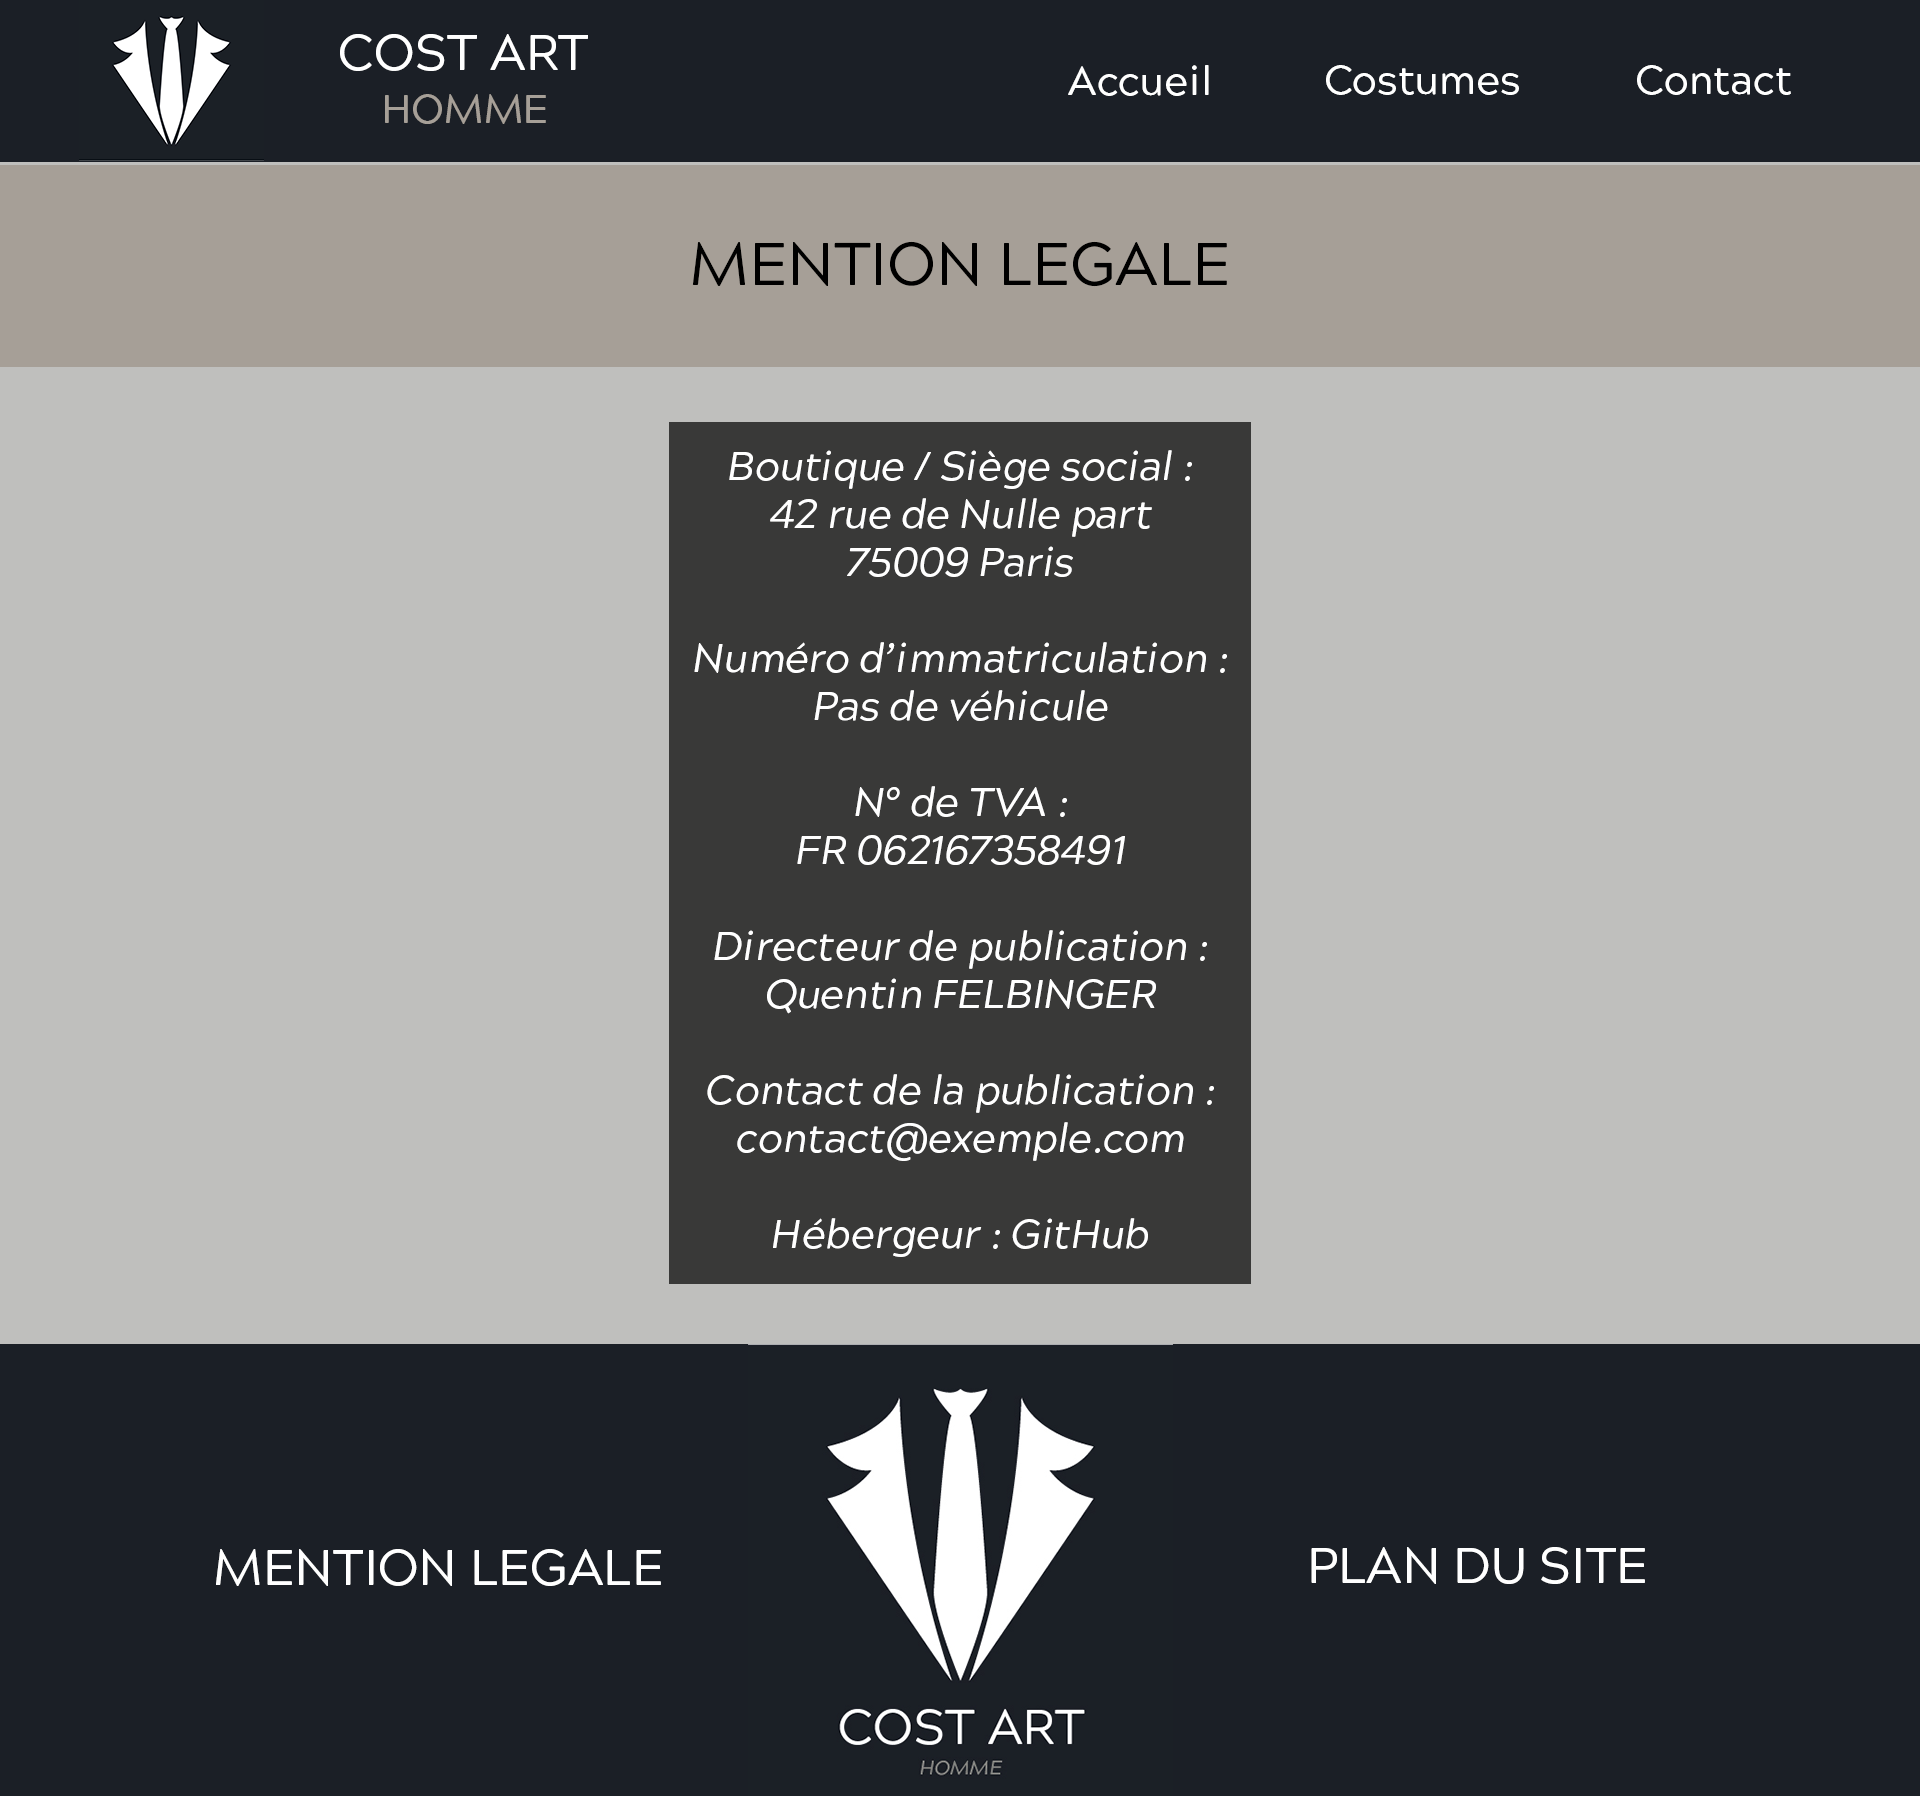 COST ART
HOMME
Accueil
Costumes
Contact
MENTION LEGALE
Boutique / Siège social :
42 rue de Nulle part
75009 Paris
Numéro d’immatriculation :
Pas de véhicule
N° de TVA :
FR 062167358491
Directeur de publication :
Quentin FELBINGER
Contact de la publication :
contact@exemple.com
Hébergeur : GitHub
MENTION LEGALE
PLAN DU SITE
COST ART
HOMME